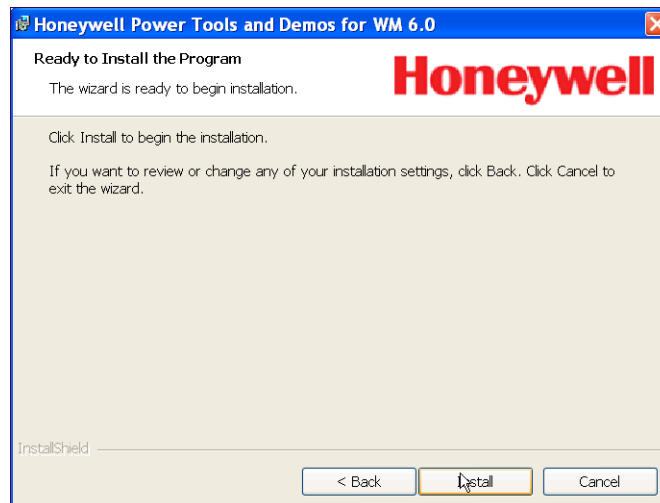 Honeywell Power Tools and Demos for WM 6.0
Ready to Install the Program
The wizard is ready to begin installation.
Honeywell
Click Install to begin the installation.
If you want to review or change any of your installation settings, click Back. Click Cancel to
exit the wizard.
InstallShield
< Back
Install
Cancel